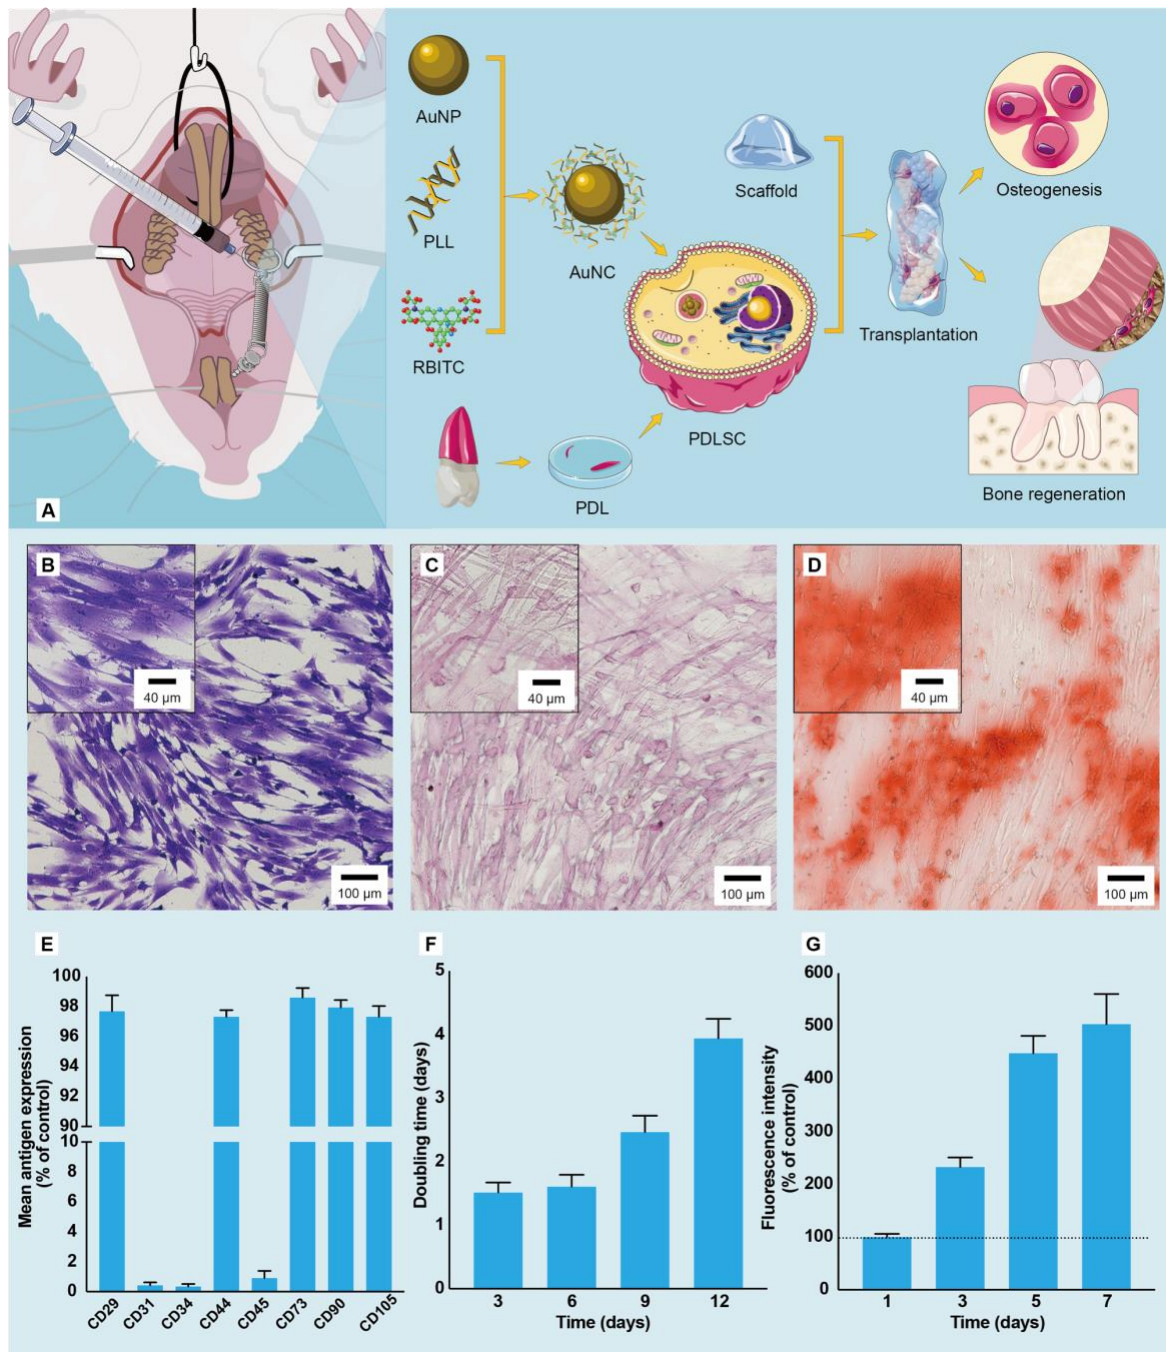 A
AuNP
PLL
RBITC
AuNC
Scaffold
PDLSC
PDL
Transplantation
Osteogenesis
Bone regeneration
B
40 µm
100 µm
C
40 µm
100 µm
D
40 µm
100 µm
E
Mean antigen expression
(% of control)
100
98
96
94
92
90
10
8
6
4
2
0
CD29
CD31
CD34
CD44
CD45
CD73
CD90
CD105
F
Doubling time (days)
5
4
3
2
1
0
3 6 9 12
Time (days)
G
Fluorescence intensity
(% of control)
600
500
400
300
200
100
0
1 3 5 7
Time (days)